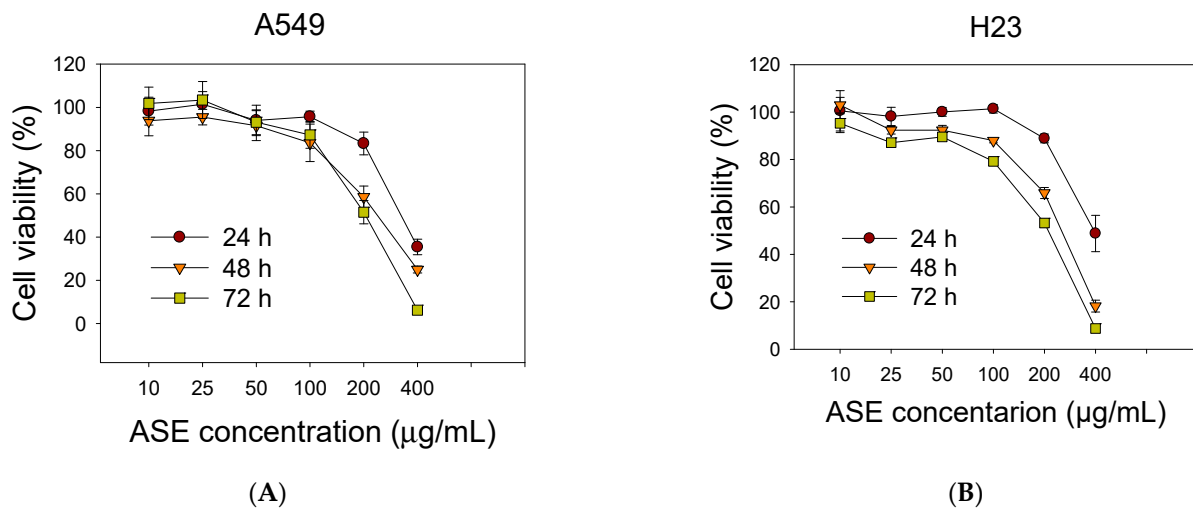 A549
120
100
80
60
40
20
0
Cell viability (%)
24 h
48 h
72 h
10 25 50 100 200 400
ASE concentration (μg/mL)
(A)
H23
120
100
80
60
40
20
0
Cell viability (%)
24 h
48 h
72 h
10 25 50 100 200 400
ASE concentarion (µg/mL)
(B)